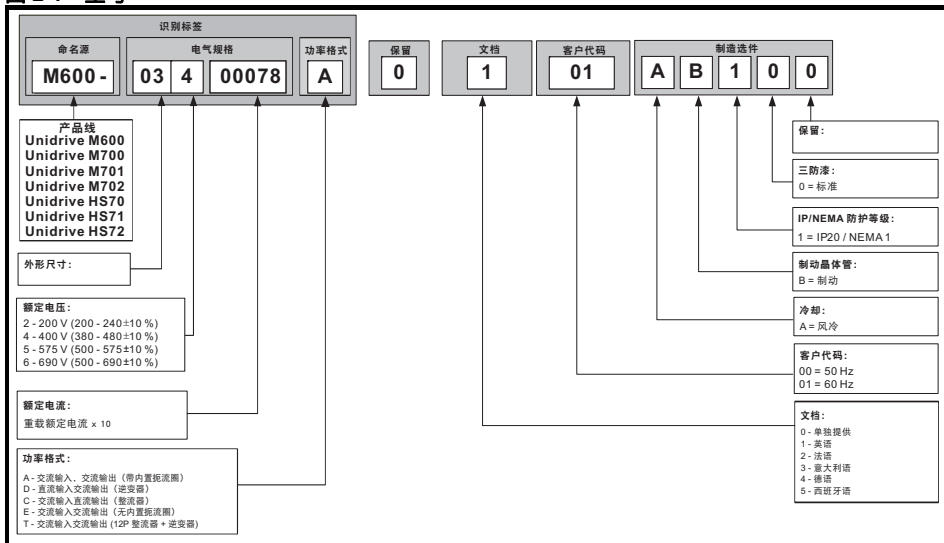 识别标签
命名源
电气规格
功率格式
保留
文档
客户代码
制造选件
M600 -
03
4
00078
A
0
1
01
A
B
1
0
0
产品线
Unidrive M600
Unidrive M700
Unidrive M701
Unidrive M702
Unidrive HS70
Unidrive HS71
Unidrive HS72
外形尺寸:
额定电压:
2 - 200 V (200 - 240±10 %)
4 - 400 V (380 - 480±10 %)
5 - 575 V (500 - 575±10 %)
6 - 690 V (500 - 690±10 %)
额定电流:
重载额定电流 x 10
功率格式:
A - 交流输入、交流输出（带内置扼流圈）
D - 直流输入交流输出（逆变器）
C - 交流输入直流输出（整流器）
E - 交流输入交流输出（无内置扼流圈）
T - 交流输入交流输出 (12P 整流器 + 逆变器)
保留:
三防漆:
0 = 标准
IP/NEMA 防护等级:
1 = IP20 / NEMA 1
制动晶体管:
B = 制动
冷却:
A = 风冷
客户代码:
00 = 50 Hz
01 = 60 Hz
文档:
0 - 单独提供
1 - 英语
2 - 法语
3 - 意大利语
4 - 德语
5 - 西班牙语